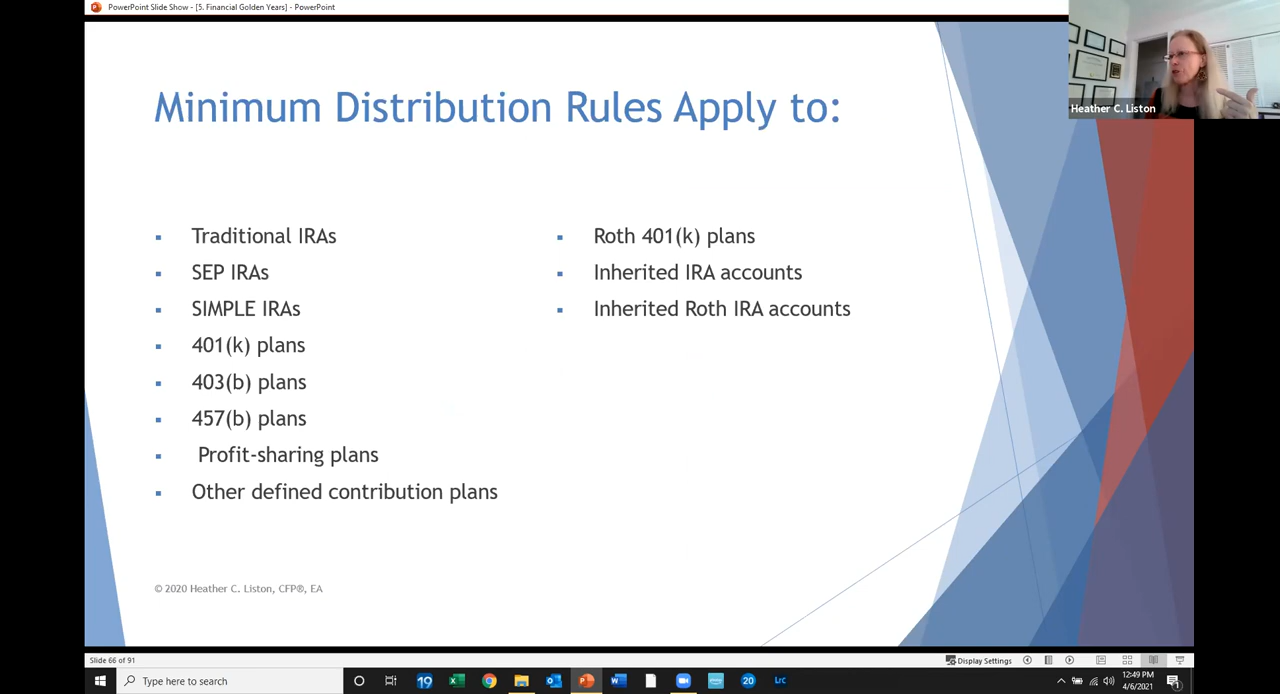 PowerPoint Slide Show - [5. Financial Golden Years] - PowerPoint
Heather C. Liston
Minimum Distribution Rules Apply to:
Traditional IRAs
SEP IRAs
SIMPLE IRAs
401(k) plans
403(b) plans
457(b) plans
Profit-sharing plans
Other defined contribution plans
Roth 401(k) plans
Inherited IRA accounts
Inherited Roth IRA accounts
© 2020 Heather C. Liston, CFP®, EA
Slide 66 of 91
Display Settings
Type here to search
19
20
Lrc
12:49 PM
4/6/2021